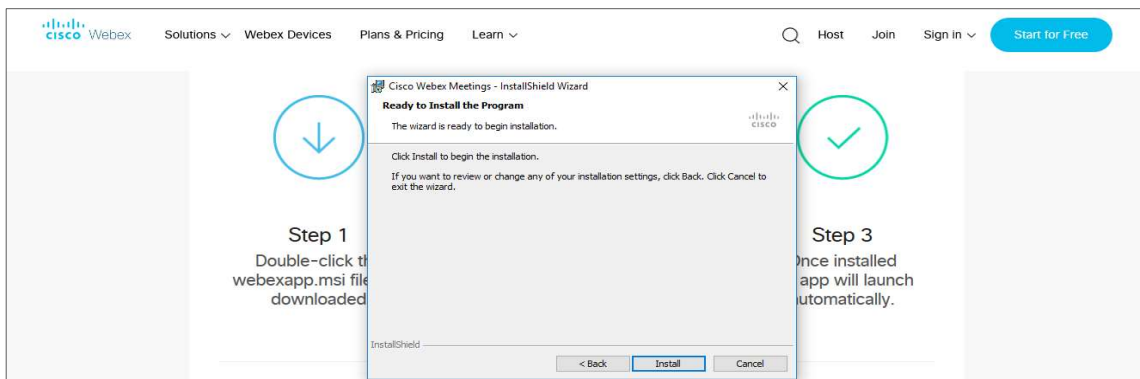 CISCO Webex
Solutions
Webex Devices
Plans & Pricing
Learn
Host
Join
Sign in
Start for Free
Cisco Webex Meetings - InstallShield Wizard
Ready to Install the Program
The wizard is ready to begin installation.
CISCO
Click Install to begin the installation.
If you want to review or change any of your installation settings, click Back. Click Cancel to
exit the wizard.
InstallShield
< Back
Install
Cancel
Step 1
Double-click
webexapp.msi file
downloaded
Step 3
installed
app will launch